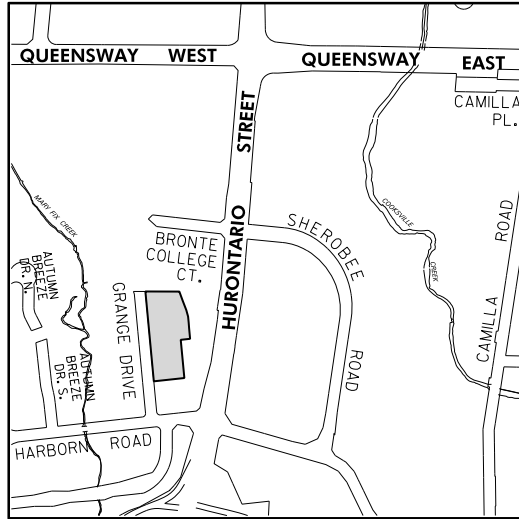 QUEENSWAY WEST
QUEENSWAY EAST
CAMILLA
PL.
HURONTARIO STREET
MARY FIX CREEK
COOKSVILLE
CREEK
SHEROBEE
ROAD
BRONTE
COLLEGE
CT.
CAMILLA ROAD
AUTUMN
BREEZE
DR. N.
GRANGE DRIVE
AUTUMN
BREEZE
DR. S.
HARBORN ROAD